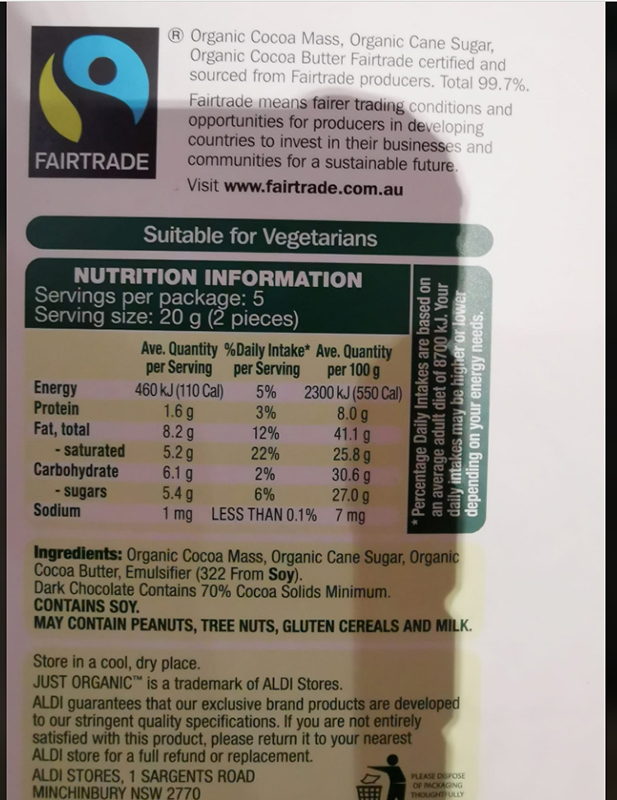 ® Organic Cocoa Mass, Organic Cane Sugar,
Organic Cocoa Butter Fairtrade certified and
sourced from Fairtrade producers. Total 99.7%.
Fairtrade means fairer trading conditions and
opportunities for producers in developing
countries to invest in their businesses and
communities for a sustainable future.
Visit www.fairtrade.com.au
FAIRTRADE
Suitable for Vegetarians
NUTRITION INFORMATION
Servings per package: 5
Serving size: 20 g (2 pieces)
Ave. Quantity %Daily Intake* Ave. Quantity
per Serving per Serving per 100 g
Energy 460 kJ (110 Cal) 5% 2300 kJ (550 Cal)
Protein 1.6 g 3% 8.0 g
Fat, total 8.2 g 12% 41.1 g
- saturated 5.2 g 22% 25.8 g
Carbohydrate 6.1 g 2% 30.6 g
- sugars 5.4 g 6% 27.0 g
Sodium 1 mg LESS THAN 0.1% 7 mg
* Percentage Daily Intakes are based on
an average adult diet of 8700 kJ. Your
daily intakes may be higher or lower
depending on your energy needs.
Ingredients: Organic Cocoa Mass, Organic Cane Sugar, Organic
Cocoa Butter, Emulsifier (322 From Soy).
Dark Chocolate Contains 70% Cocoa Solids Minimum.
CONTAINS SOY.
MAY CONTAIN PEANUTS, TREE NUTS, GLUTEN CEREALS AND MILK.
Store in a cool, dry place.
JUST ORGANIC™ is a trademark of ALDI Stores.
ALDI guarantees that our exclusive brand products are developed
to our stringent quality specifications. If you are not entirely
satisfied with this product, please return it to your nearest
ALDI store for a full refund or replacement.
ALDI STORES, 1 SARGENTS ROAD
MINCHINBURY NSW 2770
PLEASE DISPOSE
OF PACKAGING
THOUGHTFULLY